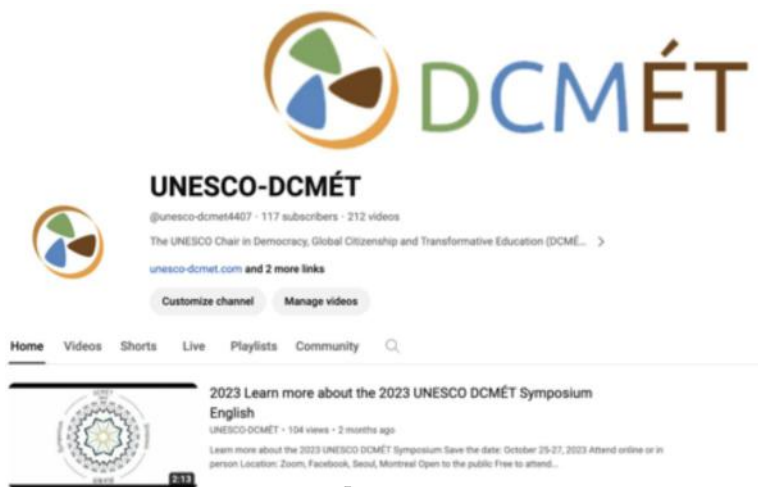 DCMÉT
UNESCO-DCMÉT
@unesco-dcmet4407 · 117 subscribers · 212 videos
The UNESCO Chair in Democracy, Global Citizenship and Transformative Education (DCMÉ... >
unesco-dcmet.com and 2 more links
Customize channel Manage videos
Home Videos Shorts Live Playlists Community
2023 Learn more about the 2023 UNESCO DCMÉT Symposium
English
UNESCO-DCMÉT · 104 views · 2 months ago
Learn more about the 2023 UNESCO DCMÉT Symposium Save the date: October 25-27, 2023 Attend online or in
person Location: Zoom, Facebook, Seoul, Montreal Open to the public Free to attend...
2:13